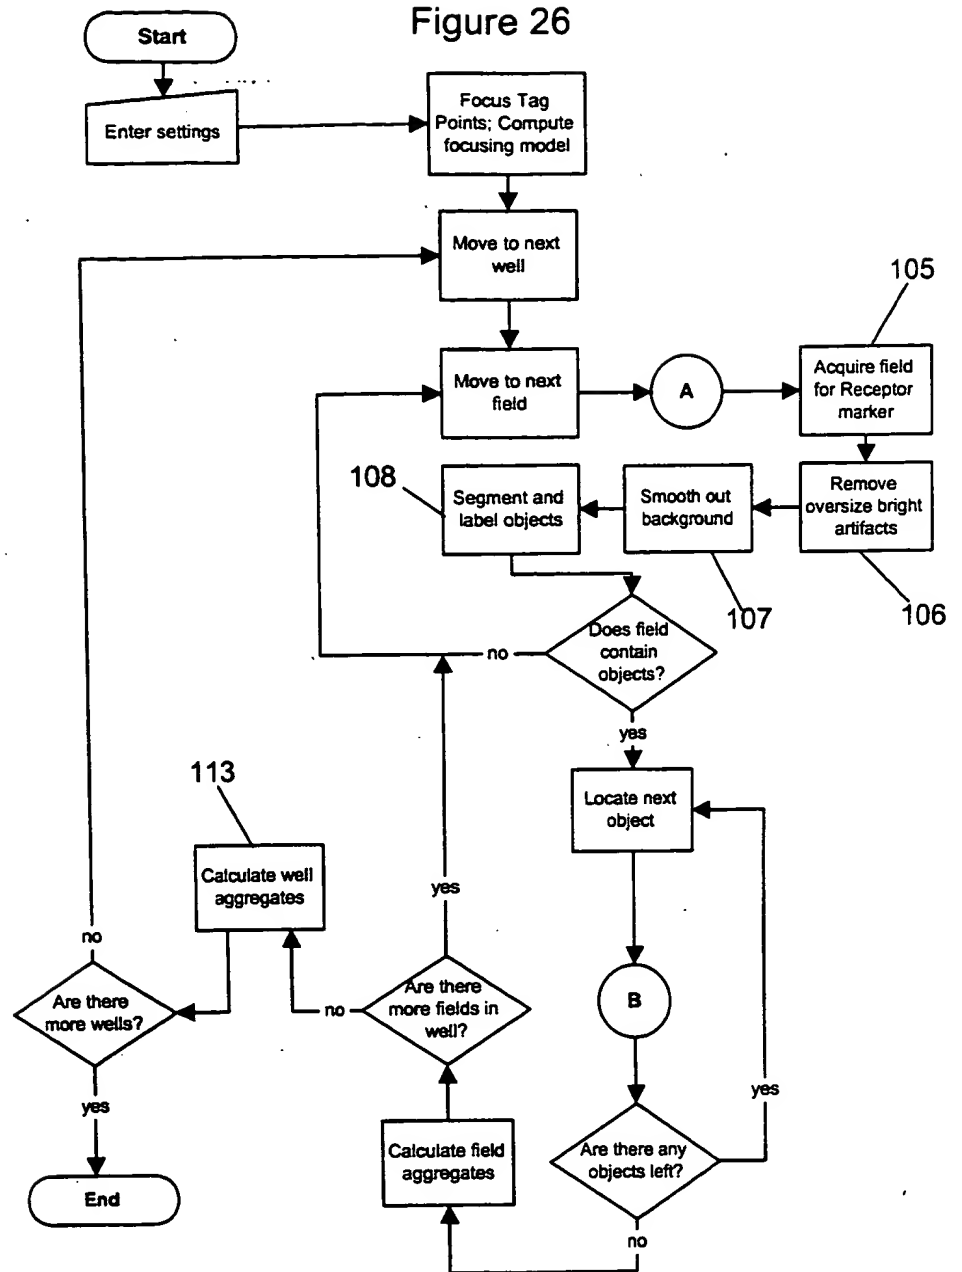 Figure 26
Start
Enter settings
Focus Tag
Points; Compute
focusing model
Move to next
well
105
Move to next
field
A
Acquire field
for Receptor
marker
108
Segment and
label objects
Smooth out
background
Remove
oversize bright
artifacts
107
106
Does field
contain
objects?
no
yes
113
Locate next
object
Calculate well
aggregates
yes
no
Are there
more wells?
Are there
more fields in
well?
no
B
yes
yes
Calculate field
aggregates
Are there any
objects left?
End
no